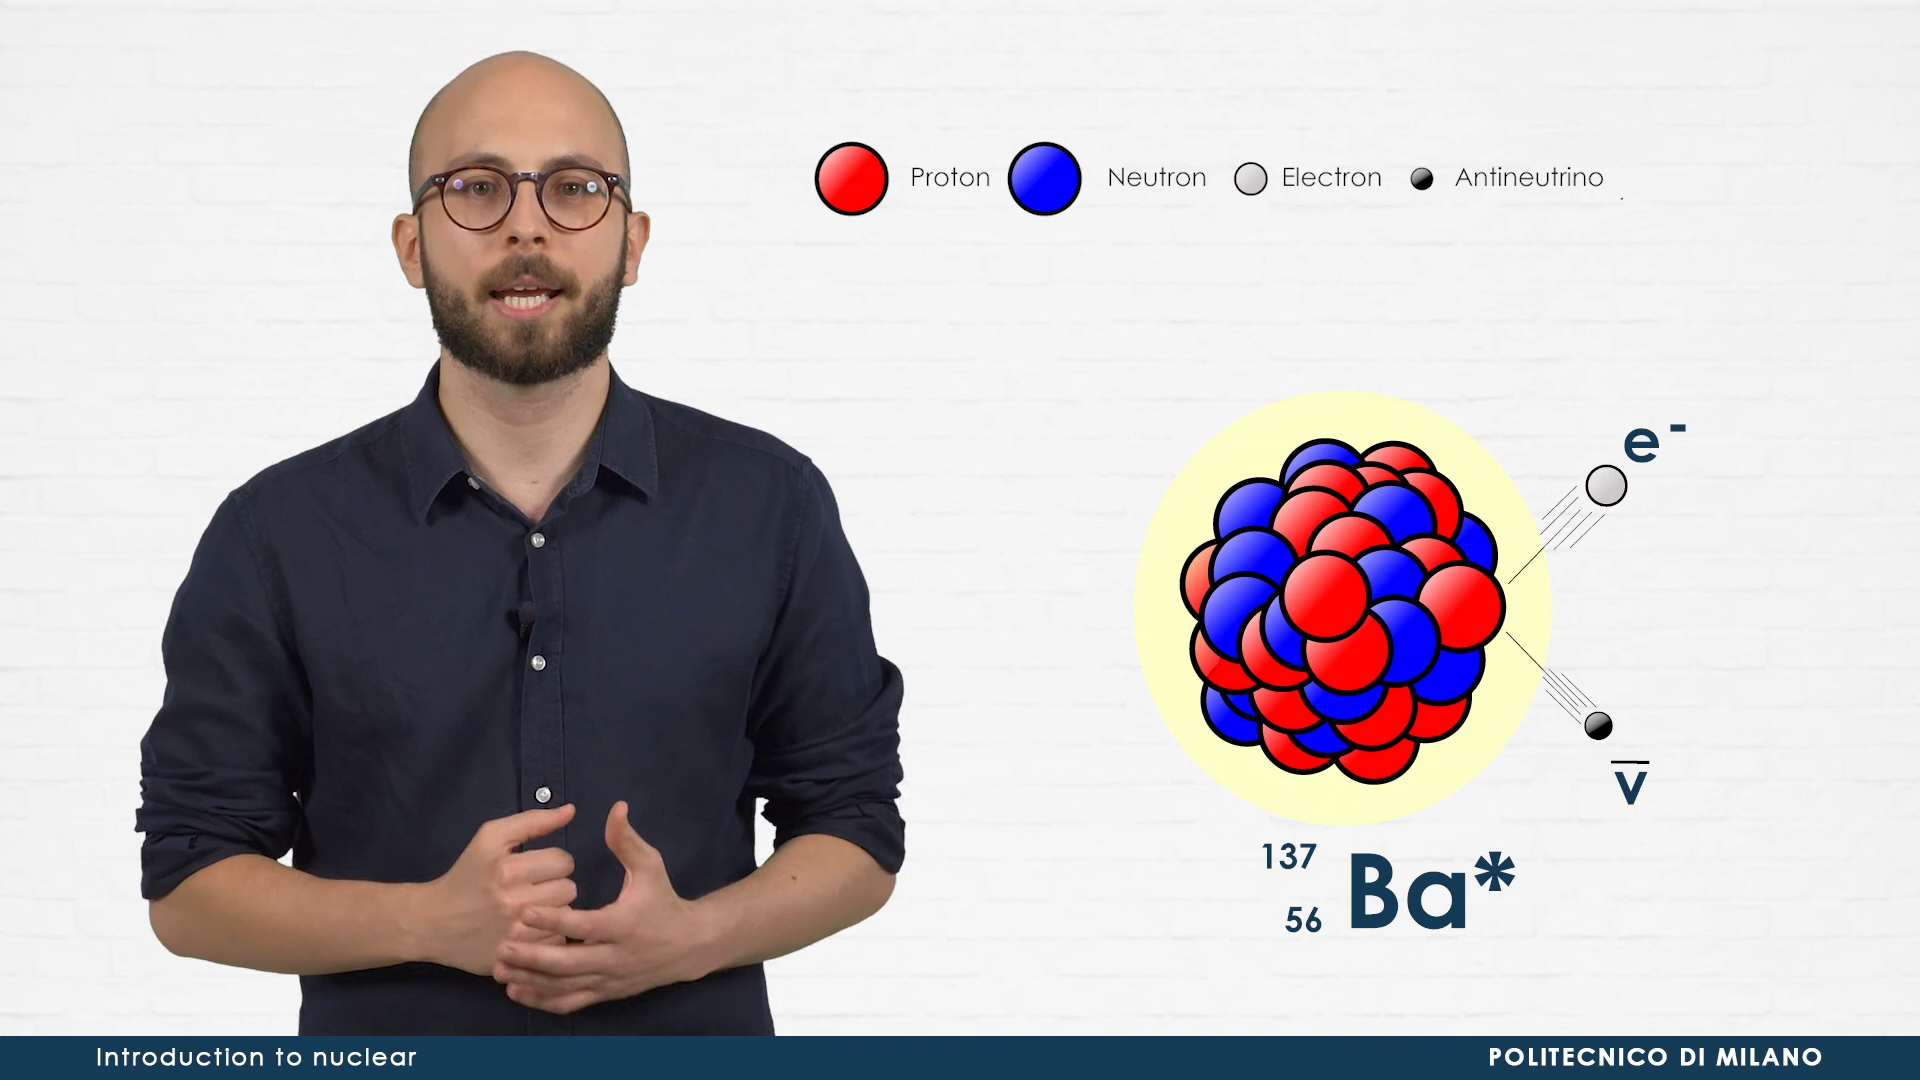 Proton Neutron Electron Antineutrino
e⁻
v̅
137
56 Ba*
Introduction to nuclear
POLITECNICO DI MILANO